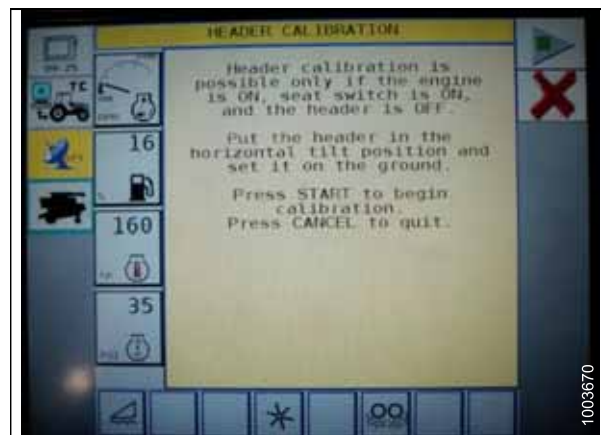 HEADER CALIBRATION
Header calibration is
possible only if the engine
is ON, seat switch is ON,
and the header is OFF.
Put the header in the
horizontal tilt position and
set it on the ground.
Press START to begin
calibration.
Press CANCEL to quit.
TC
16
160
35
1003670